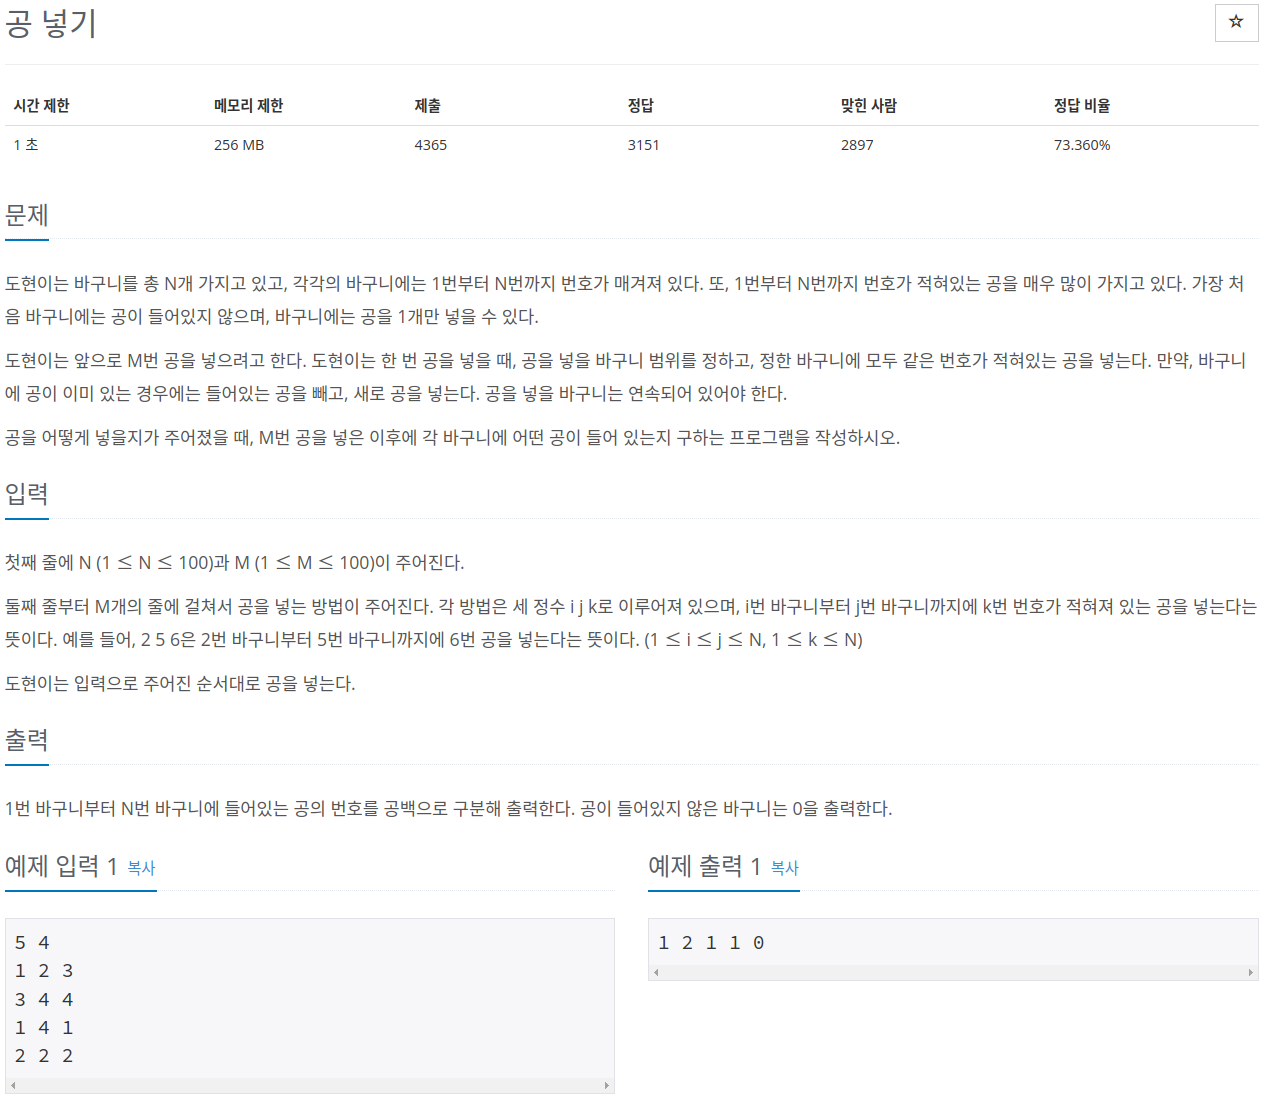 공 넣기
☆
시간 제한 메모리 제한 제출 정답 맞힌 사람 정답 비율
1 초 256 MB 4365 3151 2897 73.360%
문제
도현이는 바구니를 총 N개 가지고 있고, 각각의 바구니에는 1번부터 N번까지 번호가 매겨져 있다. 또, 1번부터 N번까지 번호가 적혀있는 공을 매우 많이 가지고 있다. 가장 처
음 바구니에는 공이 들어있지 않으며, 바구니에는 공을 1개만 넣을 수 있다.
도현이는 앞으로 M번 공을 넣으려고 한다. 도현이는 한 번 공을 넣을 때, 공을 넣을 바구니 범위를 정하고, 정한 바구니에 모두 같은 번호가 적혀있는 공을 넣는다. 만약, 바구니
에 공이 이미 있는 경우에는 들어있는 공을 빼고, 새로 공을 넣는다. 공을 넣을 바구니는 연속되어 있어야 한다.
공을 어떻게 넣을지가 주어졌을 때, M번 공을 넣은 이후에 각 바구니에 어떤 공이 들어 있는지 구하는 프로그램을 작성하시오.
입력
첫째 줄에 N (1 ≤ N ≤ 100)과 M (1 ≤ M ≤ 100)이 주어진다.
둘째 줄부터 M개의 줄에 걸쳐서 공을 넣는 방법이 주어진다. 각 방법은 세 정수 i j k로 이루어져 있으며, i번 바구니부터 j번 바구니까지에 k번 번호가 적혀져 있는 공을 넣는다는
뜻이다. 예를 들어, 2 5 6은 2번 바구니부터 5번 바구니까지에 6번 공을 넣는다는 뜻이다. (1 ≤ i ≤ j ≤ N, 1 ≤ k ≤ N)
도현이는 입력으로 주어진 순서대로 공을 넣는다.
출력
1번 바구니부터 N번 바구니에 들어있는 공의 번호를 공백으로 구분해 출력한다. 공이 들어있지 않은 바구니는 0을 출력한다.
예제 입력 1 복사
5 4
1 2 3
3 4 4
1 4 1
2 2 2
예제 출력 1 복사
1 2 1 1 0